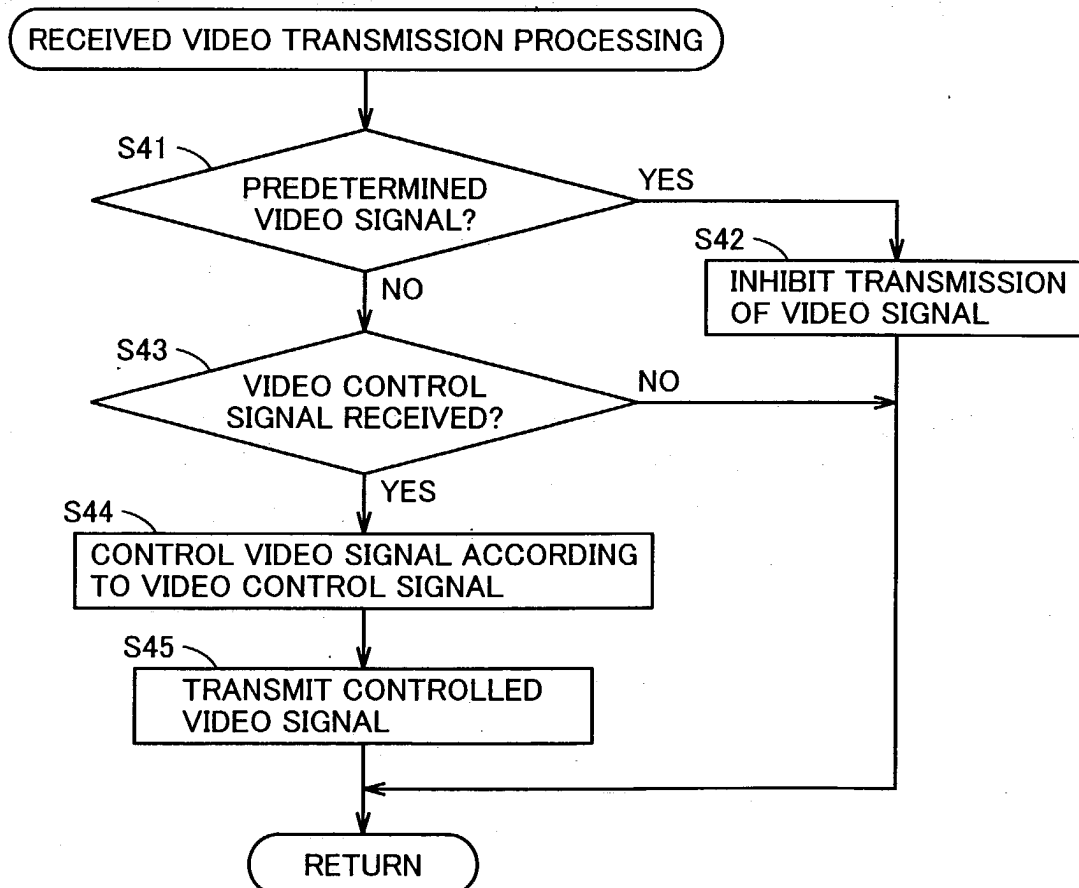 RECEIVED VIDEO TRANSMISSION PROCESSING
S41
PREDETERMINED
VIDEO SIGNAL?
YES
S42
INHIBIT TRANSMISSION
OF VIDEO SIGNAL
NO
S43
VIDEO CONTROL
SIGNAL RECEIVED?
NO
YES
S44
CONTROL VIDEO SIGNAL ACCORDING
TO VIDEO CONTROL SIGNAL
S45
TRANSMIT CONTROLLED
VIDEO SIGNAL
RETURN